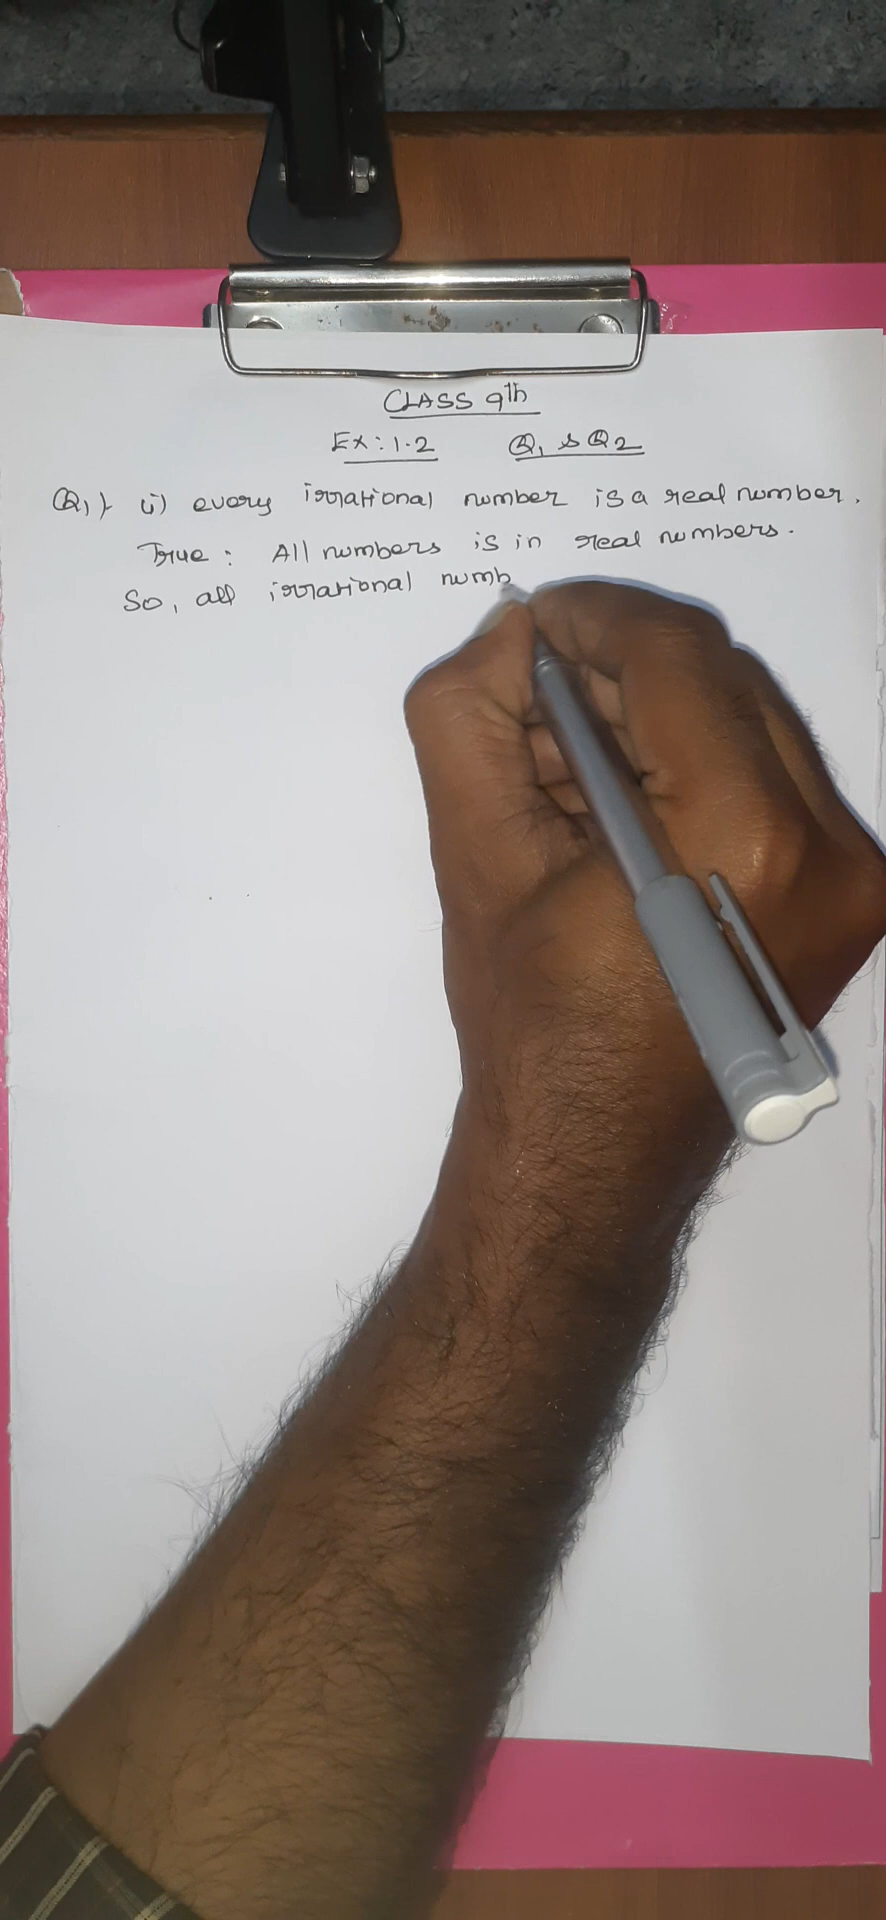 CLASS 9th
Ex: 1.2 Q1 & Q2
Q1) (i) every irrational number is a real number.
True: All numbers is in real numbers.
So, all irrational numb